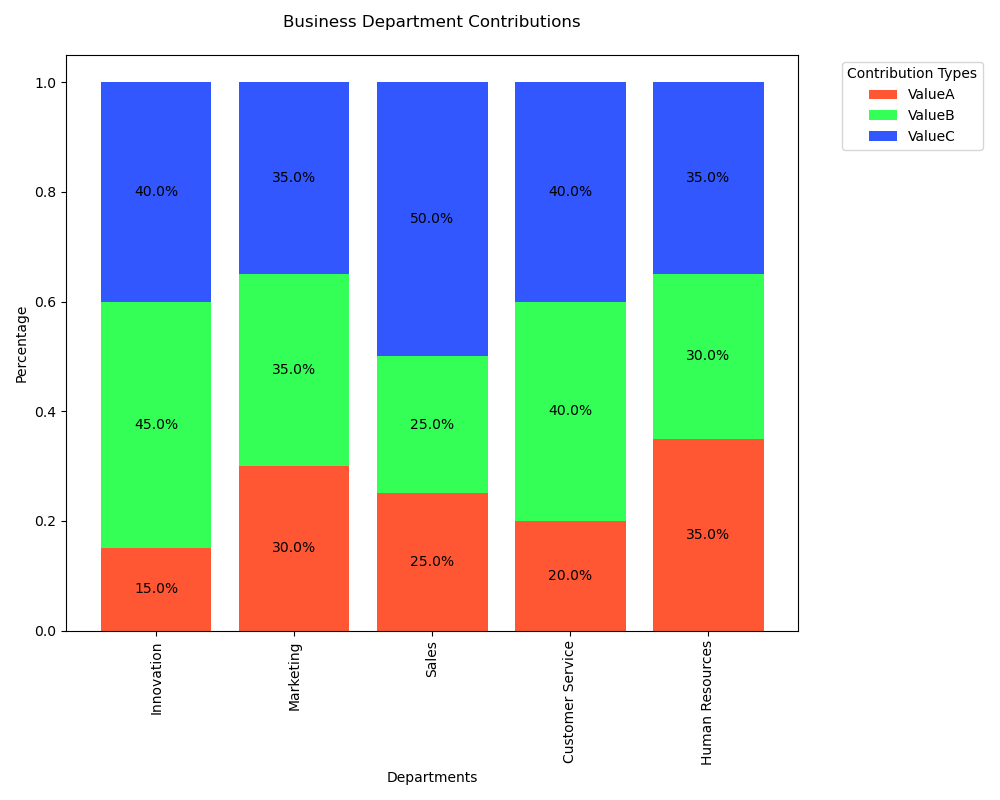 Business Department Contributions
Contribution Types
ValueA
ValueB
ValueC
Percentage
1.0
0.8
0.6
0.4
0.2
0.0
40.0%
35.0%
50.0%
40.0%
35.0%
45.0%
35.0%
25.0%
40.0%
30.0%
15.0%
30.0%
25.0%
20.0%
35.0%
Innovation
Marketing
Sales
Customer Service
Human Resources
Departments